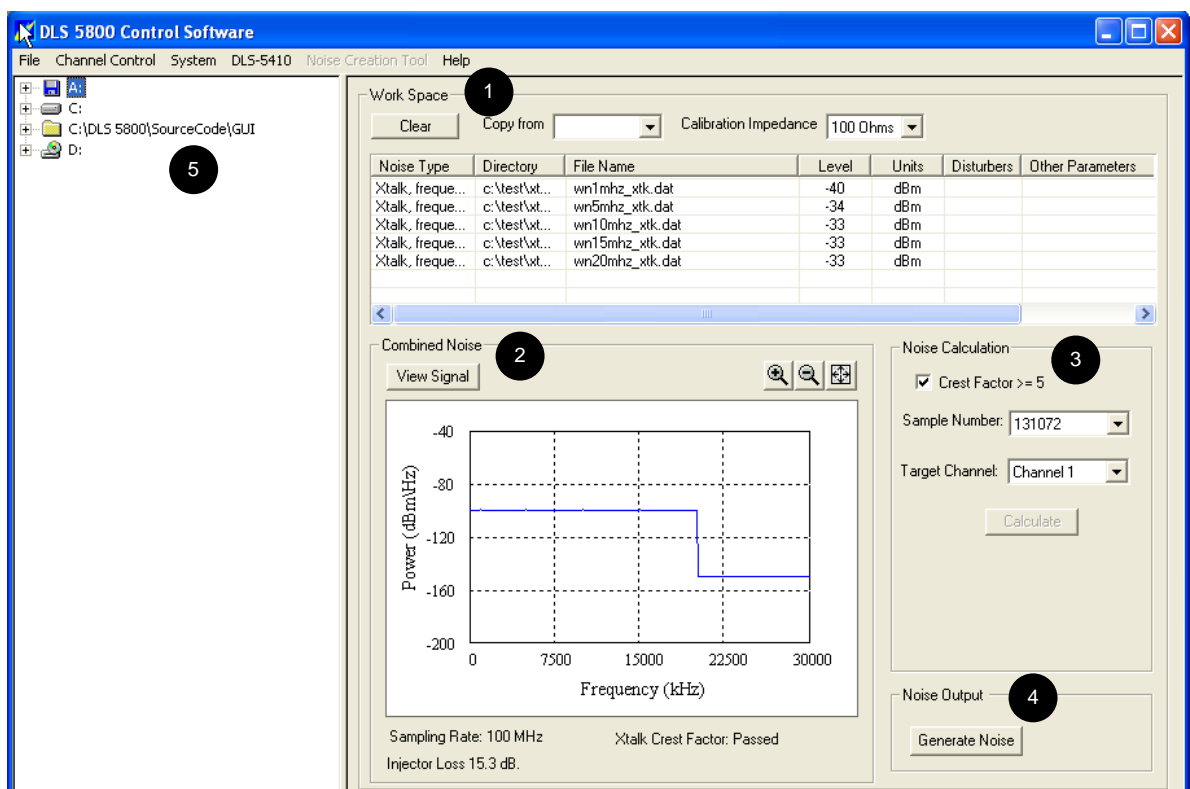 DLS 5800 Control Software
File Channel Control System DLS-5410 Noise Creation Tool Help
A:
C:
C:\DLS 5800\SourceCode\GUI
D:
5
Work Space
1
Clear Copy from Calibration Impedance 100 Ohms
Noise Type Directory File Name Level Units Disturbers Other Parameters
Xtalk, freque... c:\test\xt... wn1mhz_xtk.dat -40 dBm
Xtalk, freque... c:\test\xt... wn5mhz_xtk.dat -34 dBm
Xtalk, freque... c:\test\xt... wn10mhz_xtk.dat -33 dBm
Xtalk, freque... c:\test\xt... wn15mhz_xtk.dat -33 dBm
Xtalk, freque... c:\test\xt... wn20mhz_xtk.dat -33 dBm
Combined Noise
2
View Signal
Power (dBm\Hz)
-40
-80
-120
-160
-200
0 7500 15000 22500 30000
Frequency (kHz)
Sampling Rate: 100 MHz Xtalk Crest Factor: Passed
Injector Loss 15.3 dB.
Noise Calculation
3
Crest Factor >= 5
Sample Number: 131072
Target Channel: Channel 1
Calculate
Noise Output
4
Generate Noise